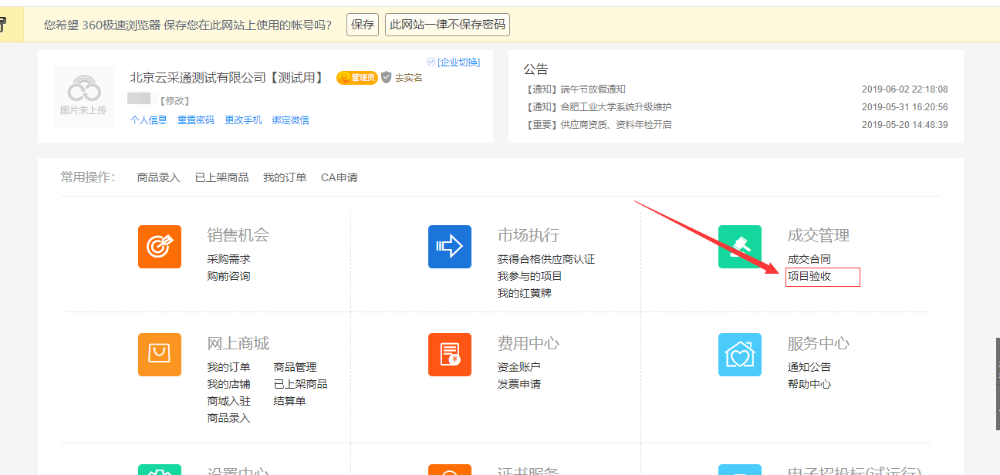 您希望 360极速浏览器 保存您在此网站上使用的帐号吗? 保存 此网站一律不保存密码
[企业切换]
北京云采通测试有限公司【测试用】 管理员 去实名
图片未上传
【修改】
个人信息 重置密码 更改手机 绑定微信
公告
【通知】端午节放假通知 2019-06-02 22:18:08
【通知】合肥工业大学系统升级维护 2019-05-31 16:20:56
【重要】供应商资质、资料年检开启 2019-05-20 14:48:39
常用操作: 商品录入 已上架商品 我的订单 CA申请
销售机会
采购需求
购前咨询
市场执行
获得合格供应商认证
我参与的项目
我的红黄牌
成交管理
成交合同
项目验收
网上商城
我的订单 商品管理
我的店铺 已上架商品
商城入驻 结算单
商品录入
费用中心
资金账户
发票申请
服务中心
通知公告
帮助中心
设置中心
证书服务
电子招投标(试运行)